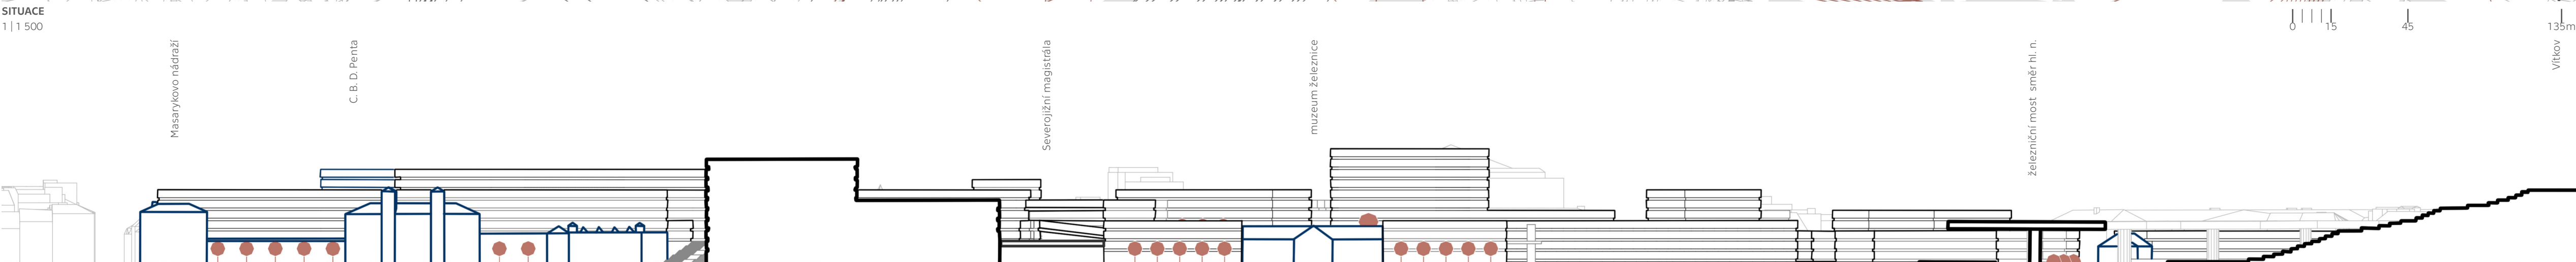 SITUACE
1 | 1 500
0 15 45 135m
Masarykovo nádraží
C. B. D. Penta
Severojižní magistrála
muzeum železnice
železniční most směr hl. n.
Vítkov